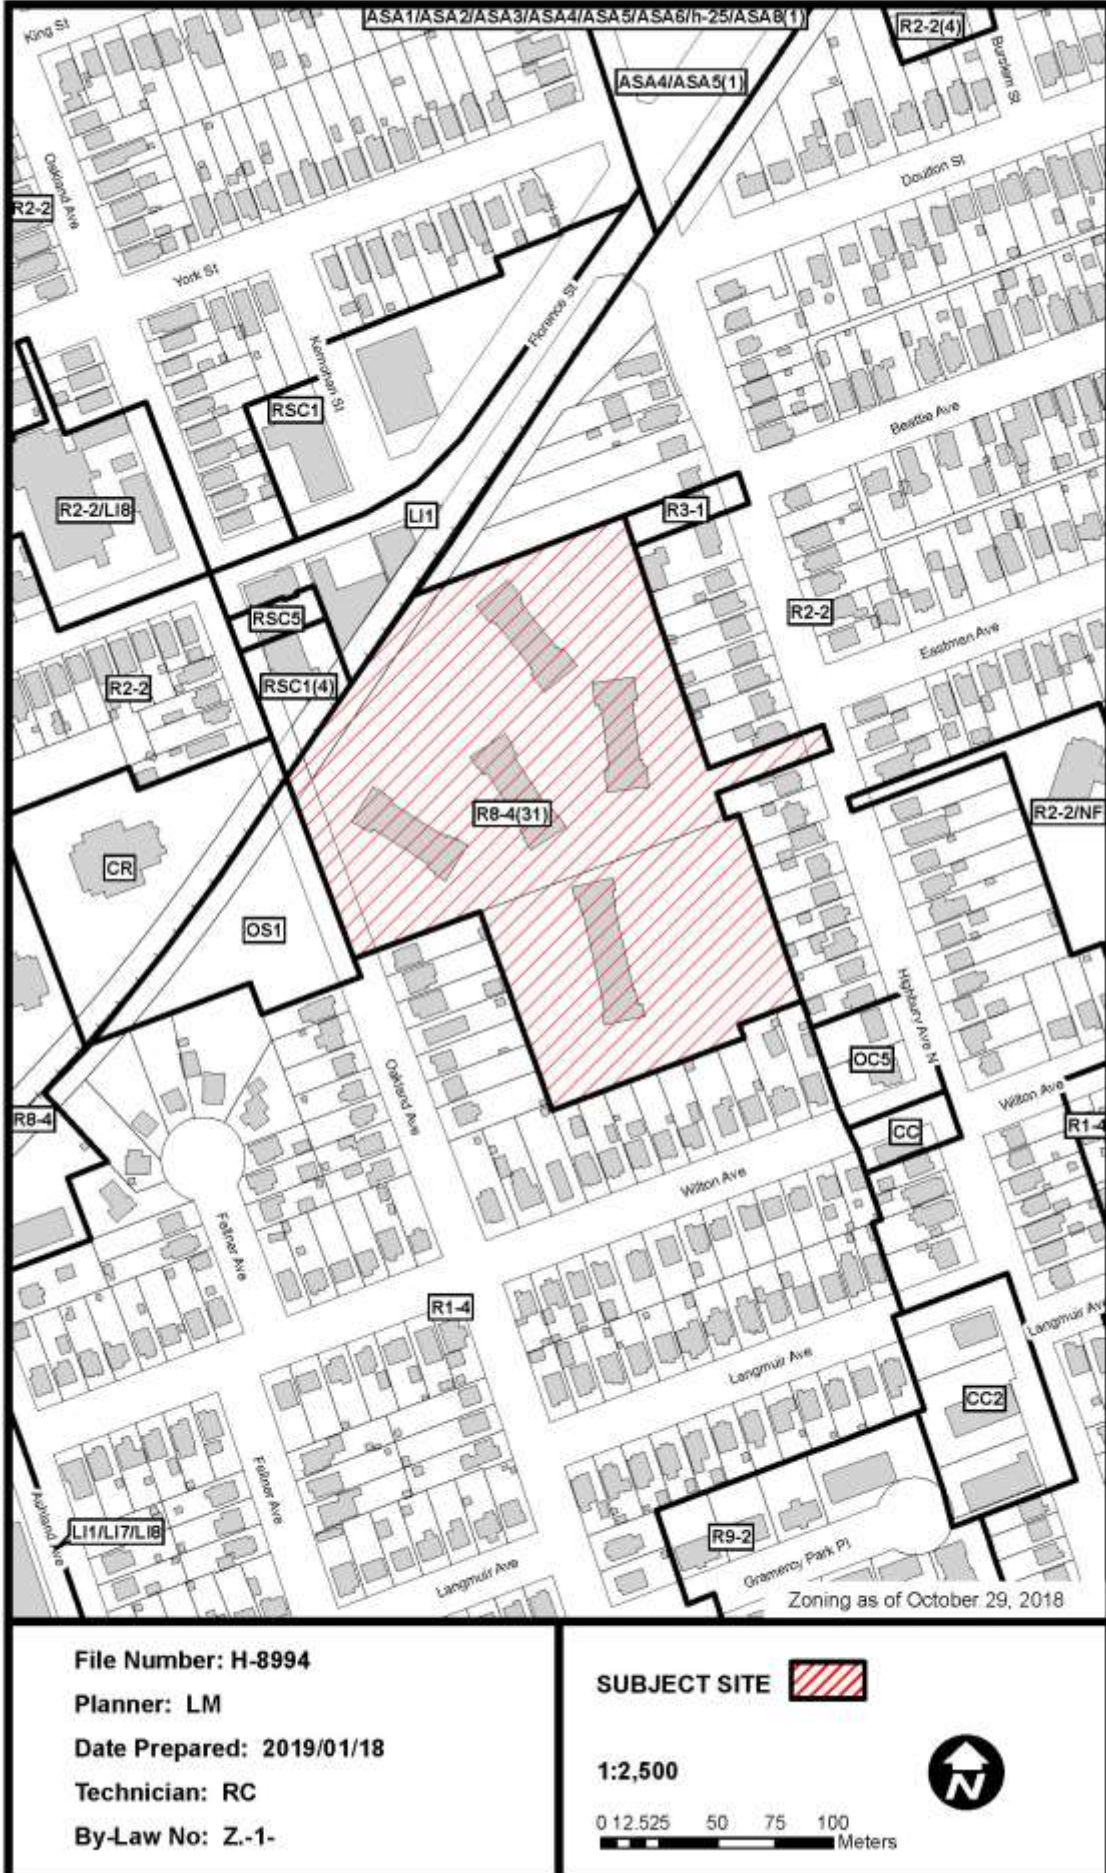 ASA1/ASA2/ASA3/ASA4/ASA5/ASA6/h-25/ASA8(1)
R2-2(4)
King St
Burslem St
ASA4/ASA5(1)
Doulton St
Oakland Ave
R2-2
York St
Florence St
Kormohan St
RSC1
Beattie Ave
R2-2/LI8
LI1
R3-1
RSC5
R2-2
Eastman Ave
R2-2
RSC1(4)
R8-4(31)
R2-2/NF
CR
OS1
Highbury Ave N
OC5
Oakland Ave
Wilton Ave
R8-4
CC
R1-4
Wilton Ave
Fellner Ave
R1-4
Langmuir Ave
Langmuir Ave
CC2
Fellner Ave
Ashland Ave
LI1/LI7/LI8
R9-2
Gramercy Park Pl
Langmuir Ave
Zoning as of October 29, 2018
File Number: H-8994
Planner: LM
Date Prepared: 2019/01/18
Technician: RC
By-Law No: Z.-1-
SUBJECT SITE
1:2,500
N
0 12.525 50 75 100
Meters